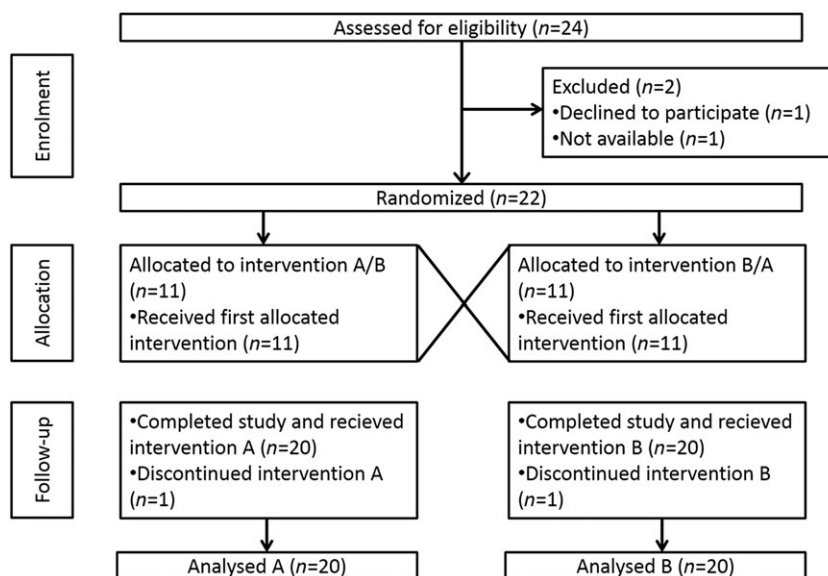 Assessed for eligibility (n=24)
Enrolment
Excluded (n=2)
•Declined to participate (n=1)
•Not available (n=1)
Randomized (n=22)
Allocation
Allocated to intervention A/B
(n=11)
•Received first allocated
intervention (n=11)
Allocated to intervention B/A
(n=11)
•Received first allocated
intervention (n=11)
Follow-up
•Completed study and recieved
intervention A (n=20)
•Discontinued intervention A
(n=1)
•Completed study and recieved
intervention B (n=20)
•Discontinued intervention B
(n=1)
Analysed A (n=20)
Analysed B (n=20)